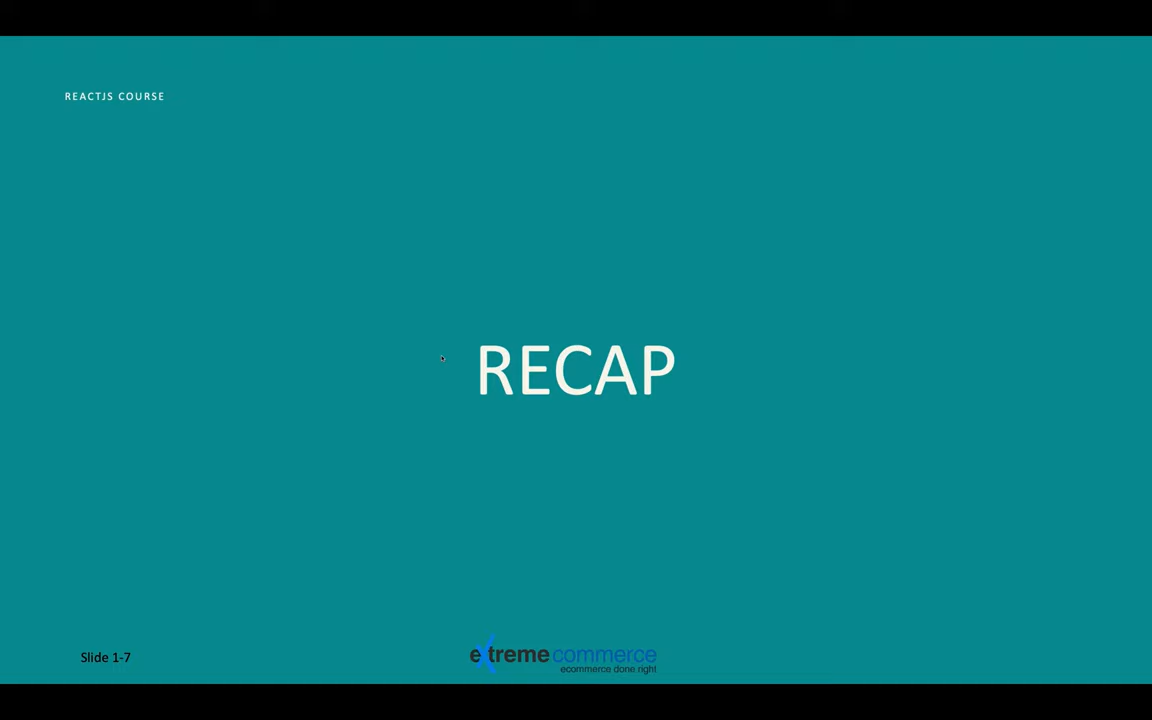 REACTJS COURSE
RECAP
Slide 1-7
extreme commerce
ecommerce done right